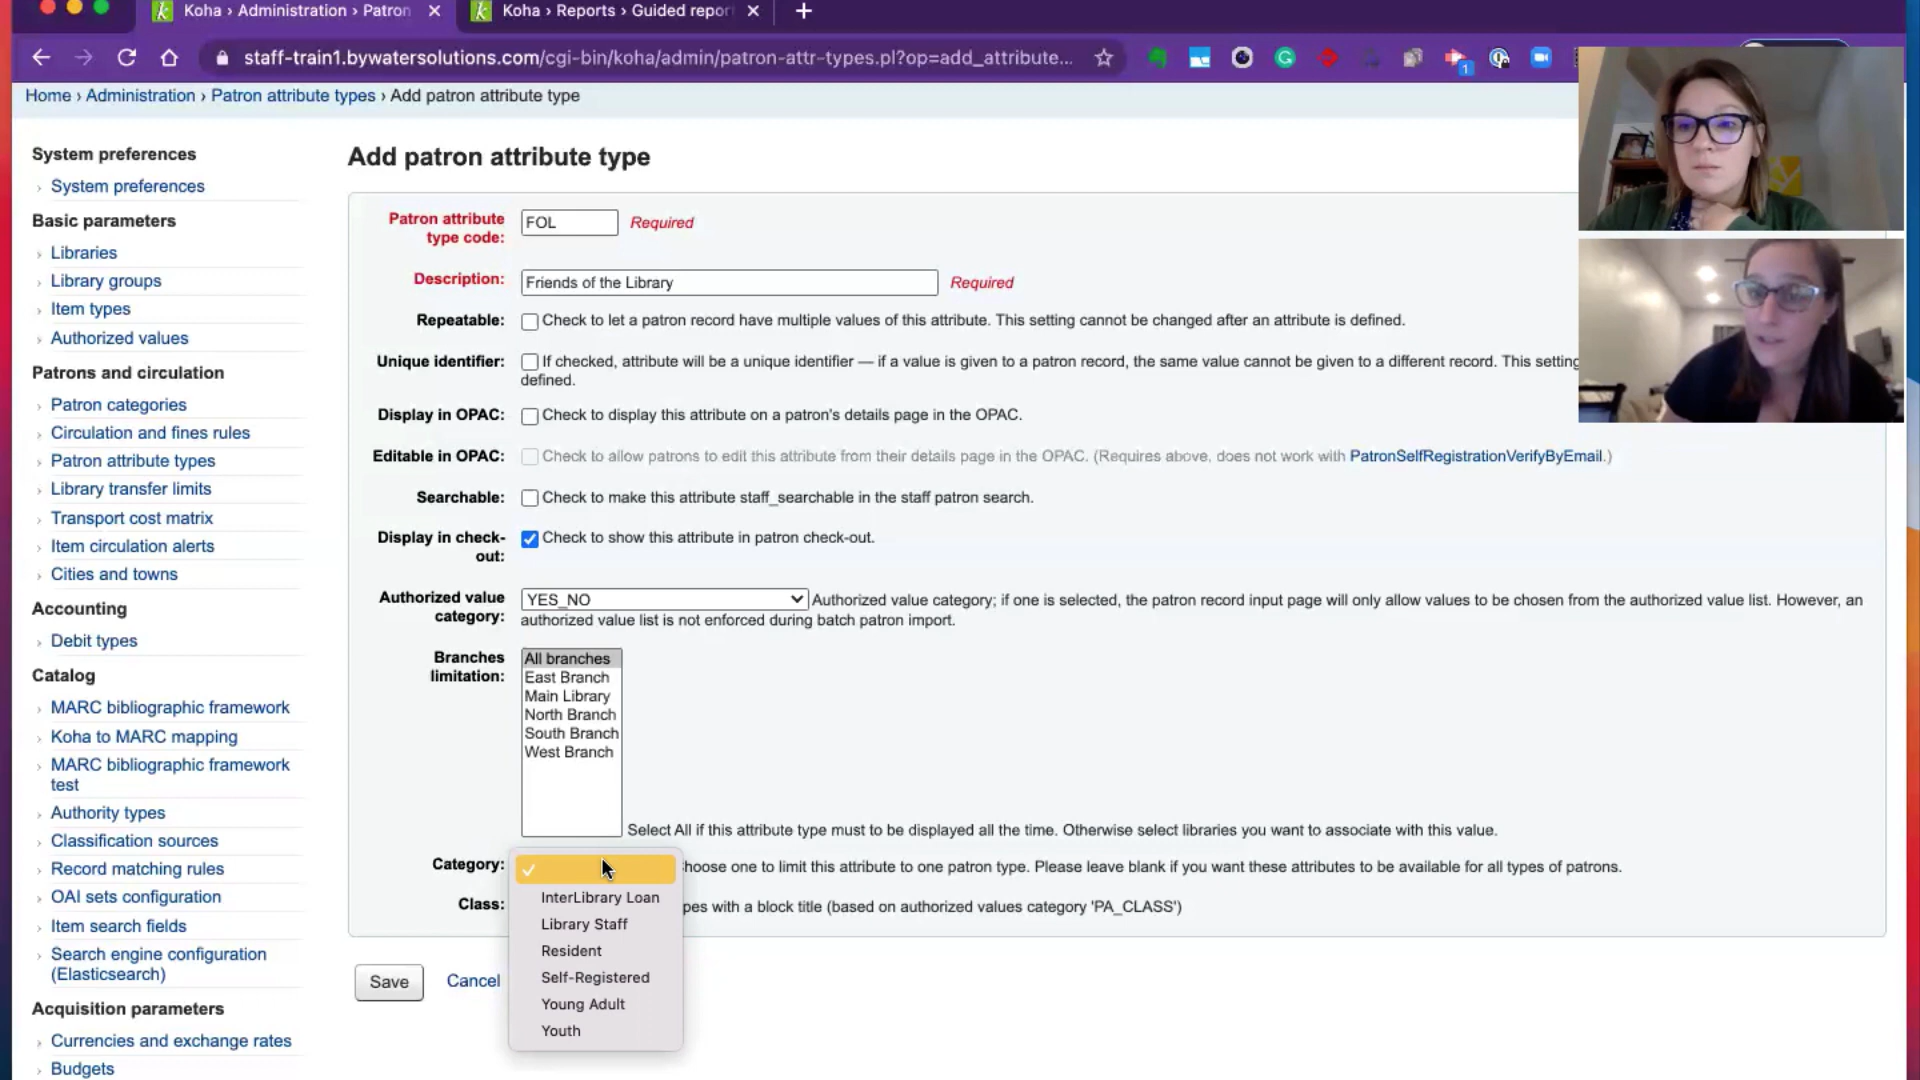 Koha › Administration › Patron
Koha › Reports › Guided repor
staff-train1.bywatersolutions.com/cgi-bin/koha/admin/patron-attr-types.pl?op=add_attribute...
1
Home › Administration › Patron attribute types › Add patron attribute type
System preferences
System preferences
Basic parameters
Libraries
Library groups
Item types
Authorized values
Patrons and circulation
Patron categories
Circulation and fines rules
Patron attribute types
Library transfer limits
Transport cost matrix
Item circulation alerts
Cities and towns
Accounting
Debit types
Catalog
MARC bibliographic framework
Koha to MARC mapping
MARC bibliographic framework
test
Authority types
Classification sources
Record matching rules
OAI sets configuration
Item search fields
Search engine configuration
(Elasticsearch)
Acquisition parameters
Currencies and exchange rates
Budgets
Add patron attribute type
Patron attribute
type code:
FOL
Required
Description:
Friends of the Library
Required
Repeatable:
Check to let a patron record have multiple values of this attribute. This setting cannot be changed after an attribute is defined.
Unique identifier:
If checked, attribute will be a unique identifier — if a value is given to a patron record, the same value cannot be given to a different record. This setting
defined.
Display in OPAC:
Check to display this attribute on a patron's details page in the OPAC.
Editable in OPAC:
Check to allow patrons to edit this attribute from their details page in the OPAC. (Requires above, does not work with PatronSelfRegistrationVerifyByEmail.)
Searchable:
Check to make this attribute staff_searchable in the staff patron search.
Display in check-
out:
Check to show this attribute in patron check-out.
Authorized value
category:
YES_NO
Authorized value category; if one is selected, the patron record input page will only allow values to be chosen from the authorized value list. However, an
authorized value list is not enforced during batch patron import.
Branches
limitation:
All branches
East Branch
Main Library
North Branch
South Branch
West Branch
Select All if this attribute type must to be displayed all the time. Otherwise select libraries you want to associate with this value.
Category:
hoose one to limit this attribute to one patron type. Please leave blank if you want these attributes to be available for all types of patrons.
InterLibrary Loan
Library Staff
Resident
Self-Registered
Young Adult
Youth
Class:
pes with a block title (based on authorized values category 'PA_CLASS')
Save
Cancel